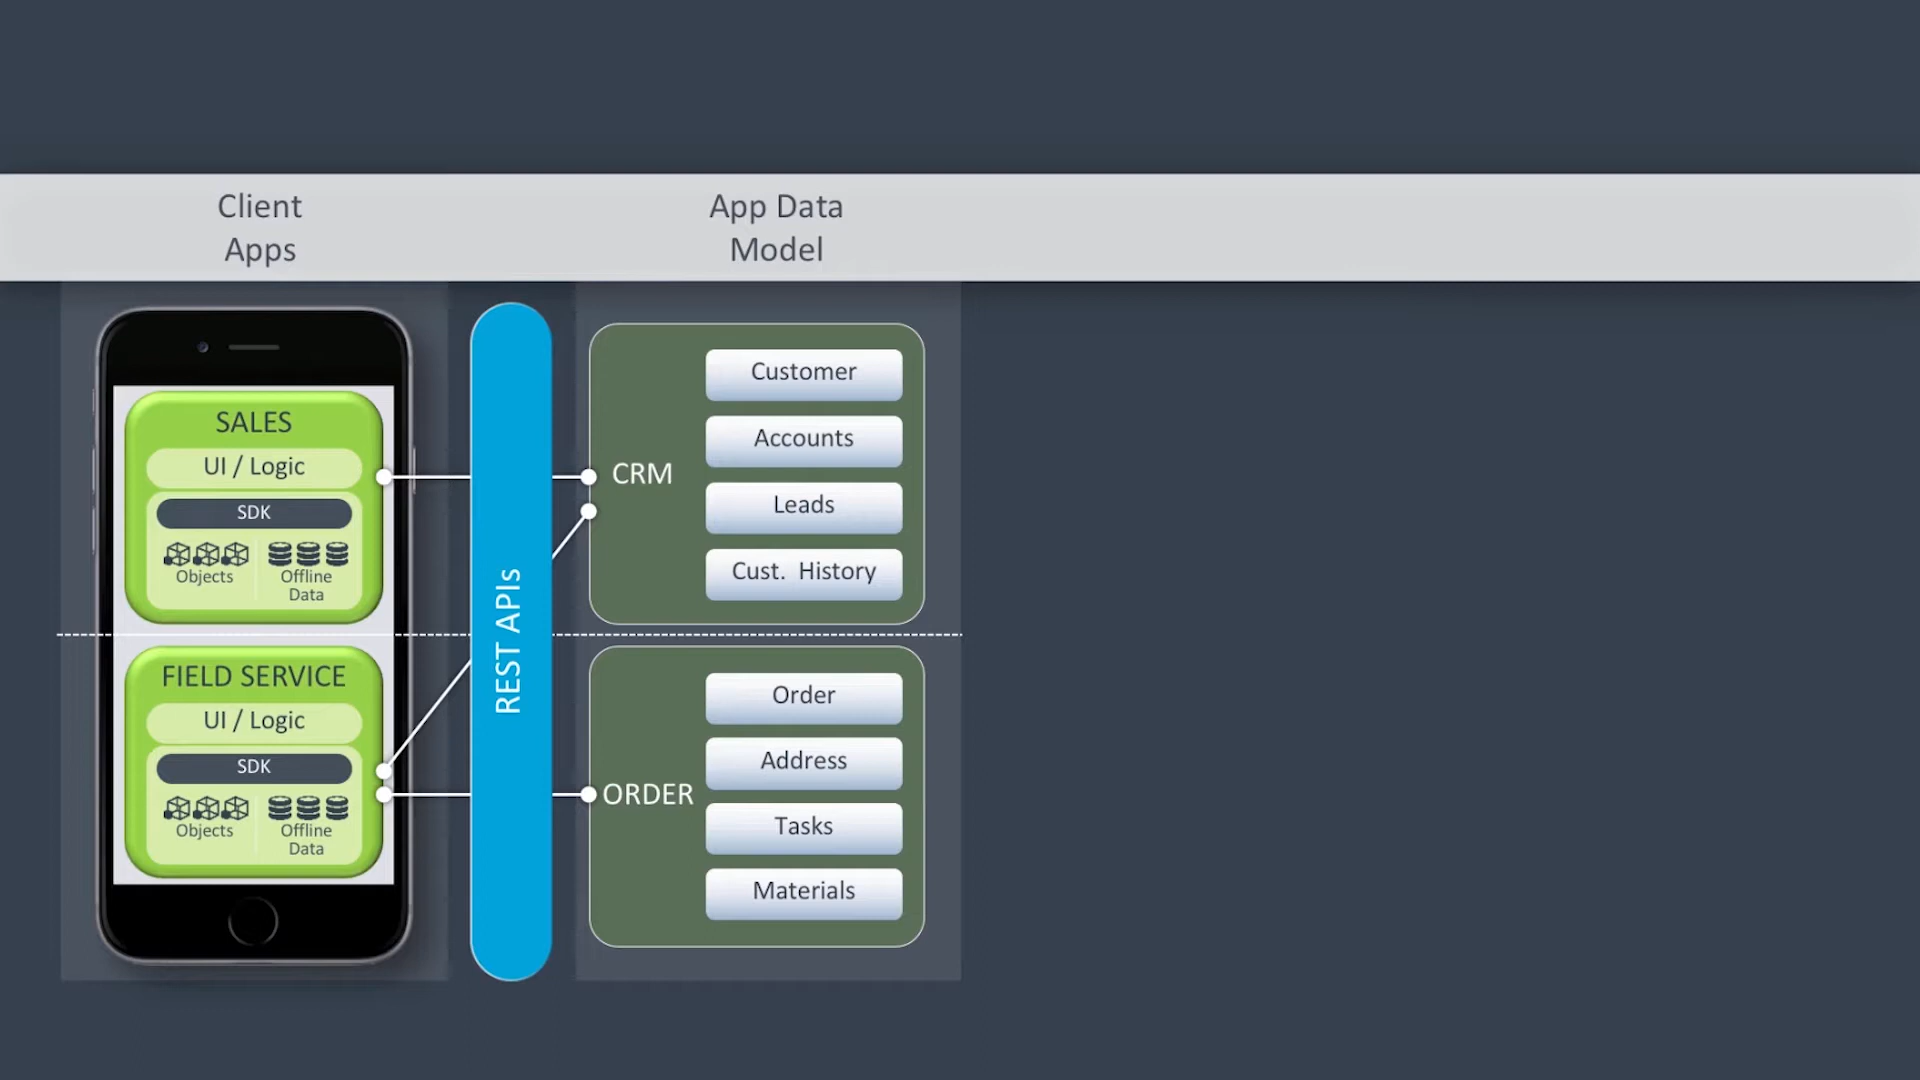 Client
Apps
App Data
Model
SALES
UI / Logic
SDK
Objects
Offline
Data
FIELD SERVICE
UI / Logic
SDK
Objects
Offline
Data
REST APIs
CRM
Customer
Accounts
Leads
Cust.  History
ORDER
Order
Address
Tasks
Materials